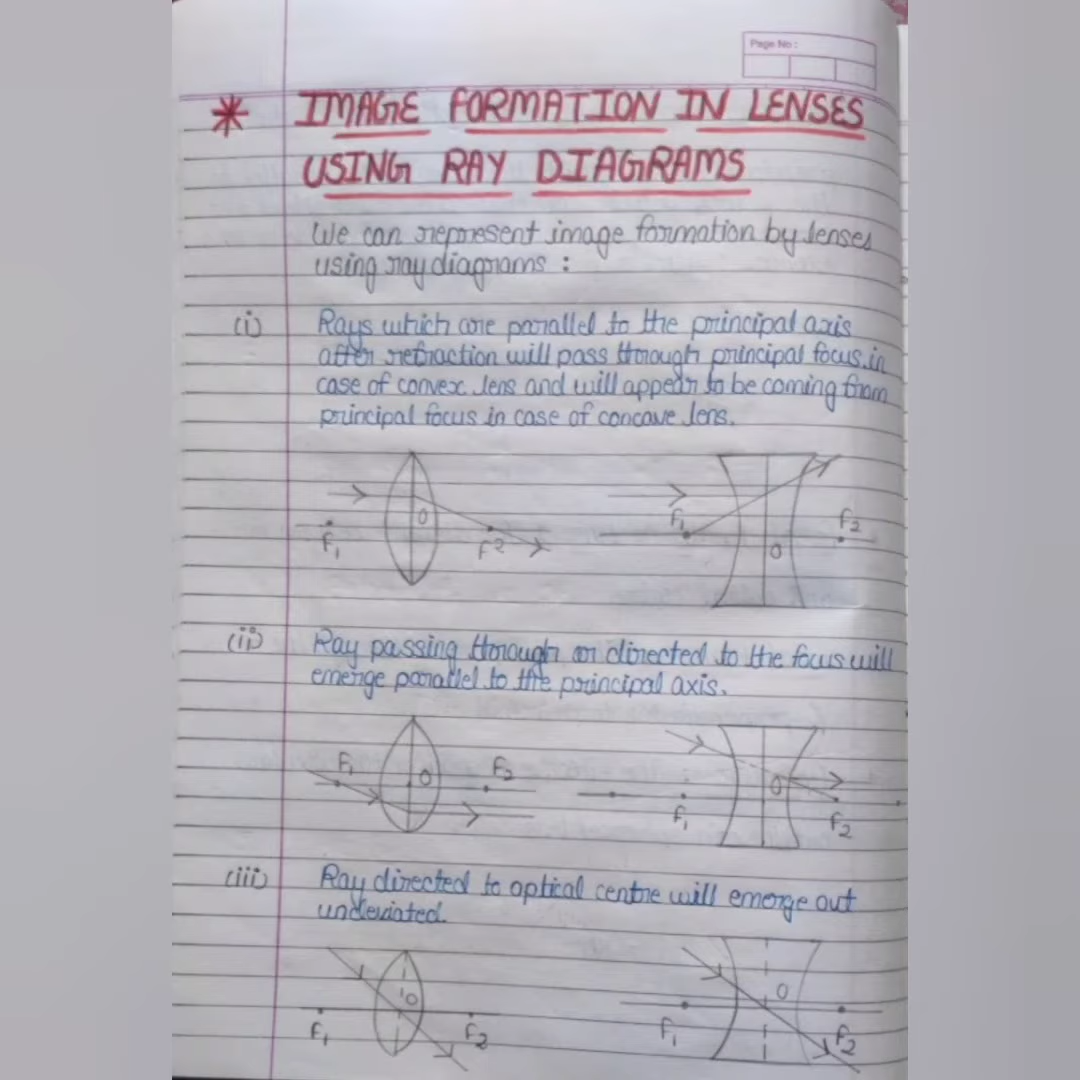 Page No :
* IMAGE FORMATION IN LENSES
USING RAY DIAGRAMS
We can represent image formation by lenses
using ray diagrams :
(i) Rays which are parallel to the principal axis
after refraction will pass through principal focus in
case of convex lens and will appear to be coming from
principal focus in case of concave lens.
O
F1 F2
F1 F2
O
(ii) Ray passing through or directed to the focus will
emerge parallel to the principal axis.
F1 O F2
O
F1 F2
(iii) Ray directed to optical centre will emerge out
undeviated.
O
F1 F2
O
F1 F2